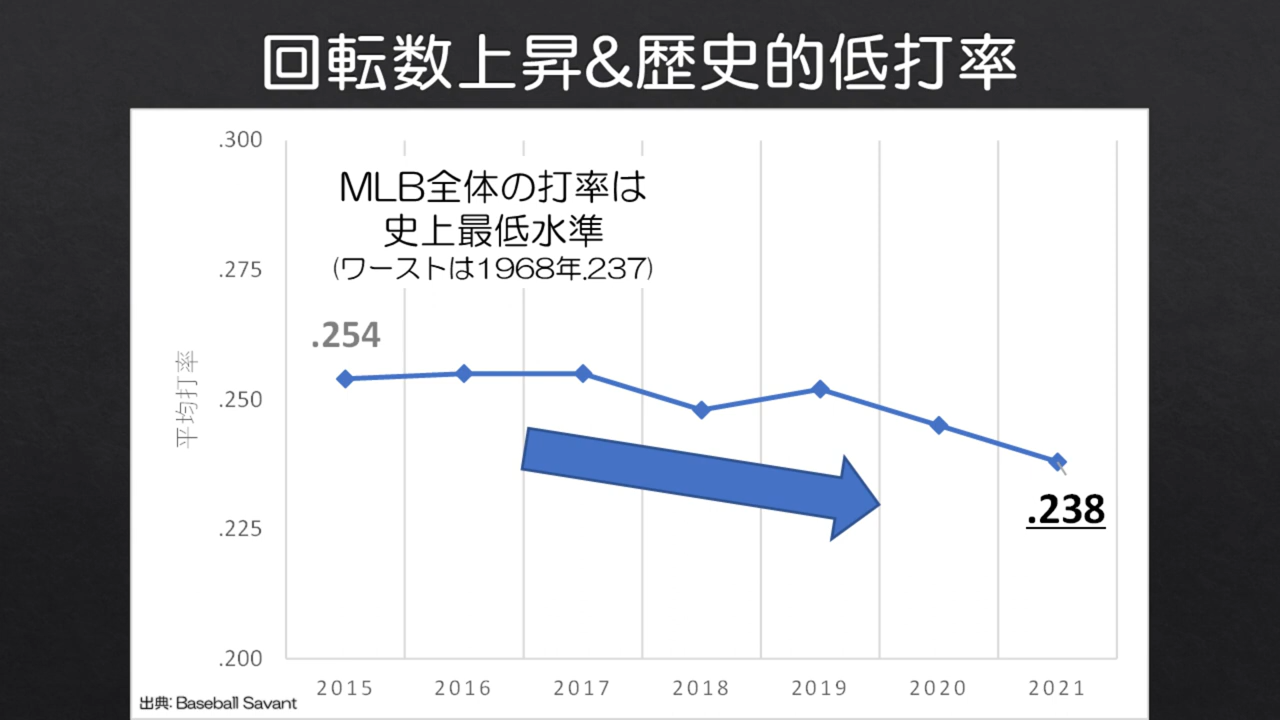 回転数上昇&歴史的低打率
.300
MLB全体の打率は
史上最低水準
(ワーストは1968年.237)
.275
.254
平均打率
.250
.238
.225
.200
2015 2016 2017 2018 2019 2020 2021
出典: Baseball Savant